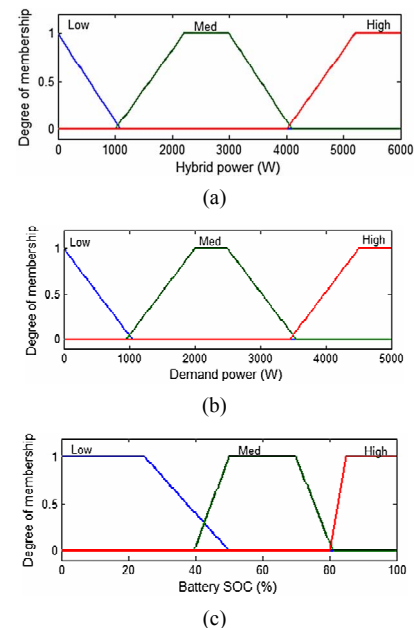 Low Med High
Degree of membership
1
0.5
0
0 1000 2000 3000 4000 5000 6000
Hybrid power (W)
(a)
Low Med High
Degree of membership
1
0.5
0
0 1000 2000 3000 4000 5000
Demand power (W)
(b)
Low Med High
Degree of membership
1
0.5
0
0 20 40 60 80 100
Battery SOC (%)
(c)